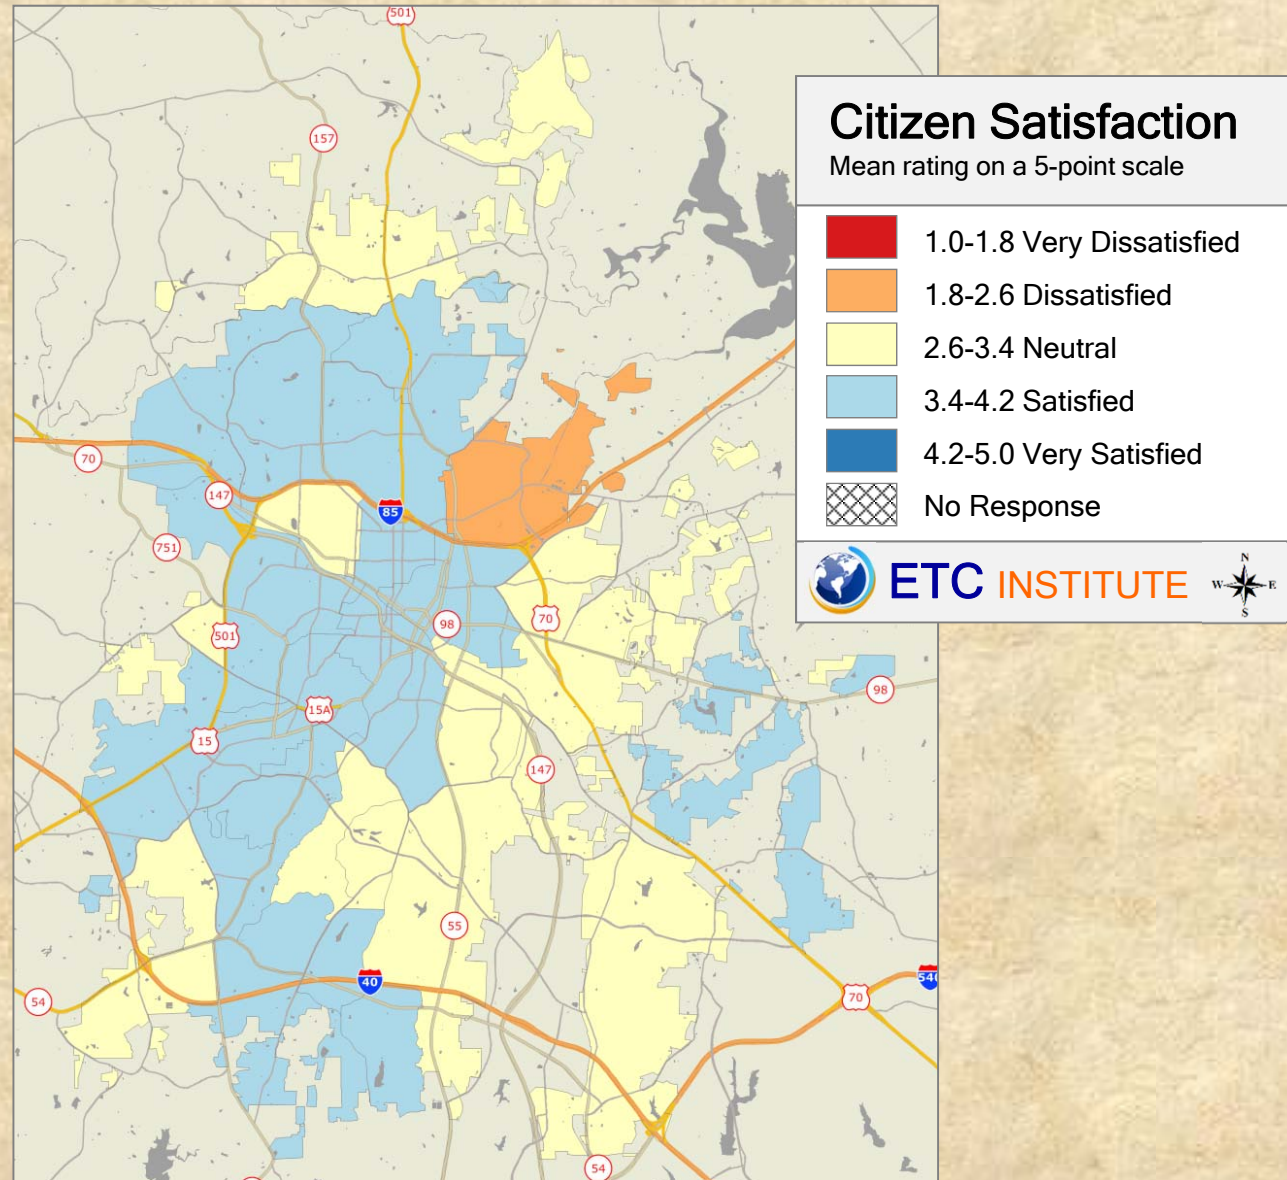 501
157
Citizen Satisfaction
Mean rating on a 5-point scale
1.0-1.8 Very Dissatisfied
1.8-2.6 Dissatisfied
2.6-3.4 Neutral
3.4-4.2 Satisfied
4.2-5.0 Very Satisfied
No Response
ETC INSTITUTE
N
W E
S
70
147
85
751
98
70
501
98
15A
15
147
55
40
540
70
54
54